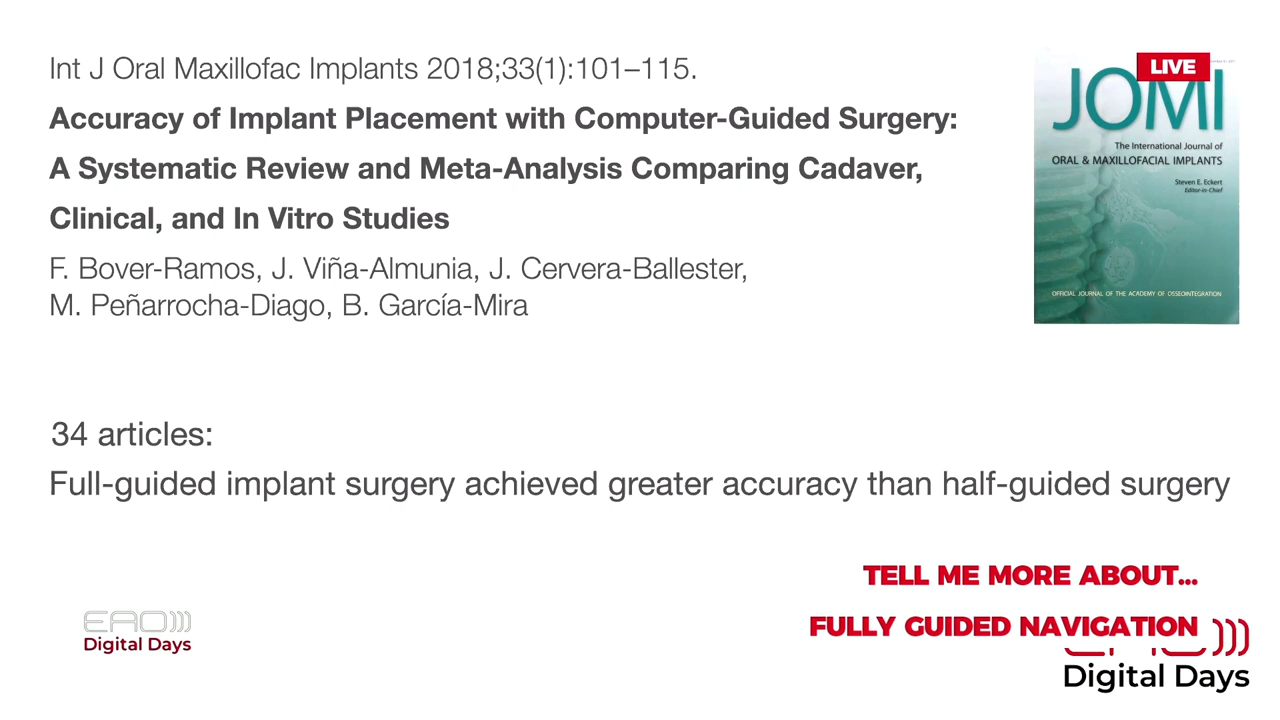 Int J Oral Maxillofac Implants 2018;33(1):101–115.
Accuracy of Implant Placement with Computer-Guided Surgery:
A Systematic Review and Meta-Analysis Comparing Cadaver,
Clinical, and In Vitro Studies
F. Bover-Ramos, J. Viña-Almunia, J. Cervera-Ballester,
M. Peñarrocha-Diago, B. García-Mira
LIVE
JOMI
The International Journal of
ORAL & MAXILLOFACIAL IMPLANTS
Steven E. Eckert
Editor-in-Chief
OFFICIAL JOURNAL OF THE ACADEMY OF OSSEOINTEGRATION
34 articles:
Full-guided implant surgery achieved greater accuracy than half-guided surgery
TELL ME MORE ABOUT...
FULLY GUIDED NAVIGATION
EAO
Digital Days
Digital Days